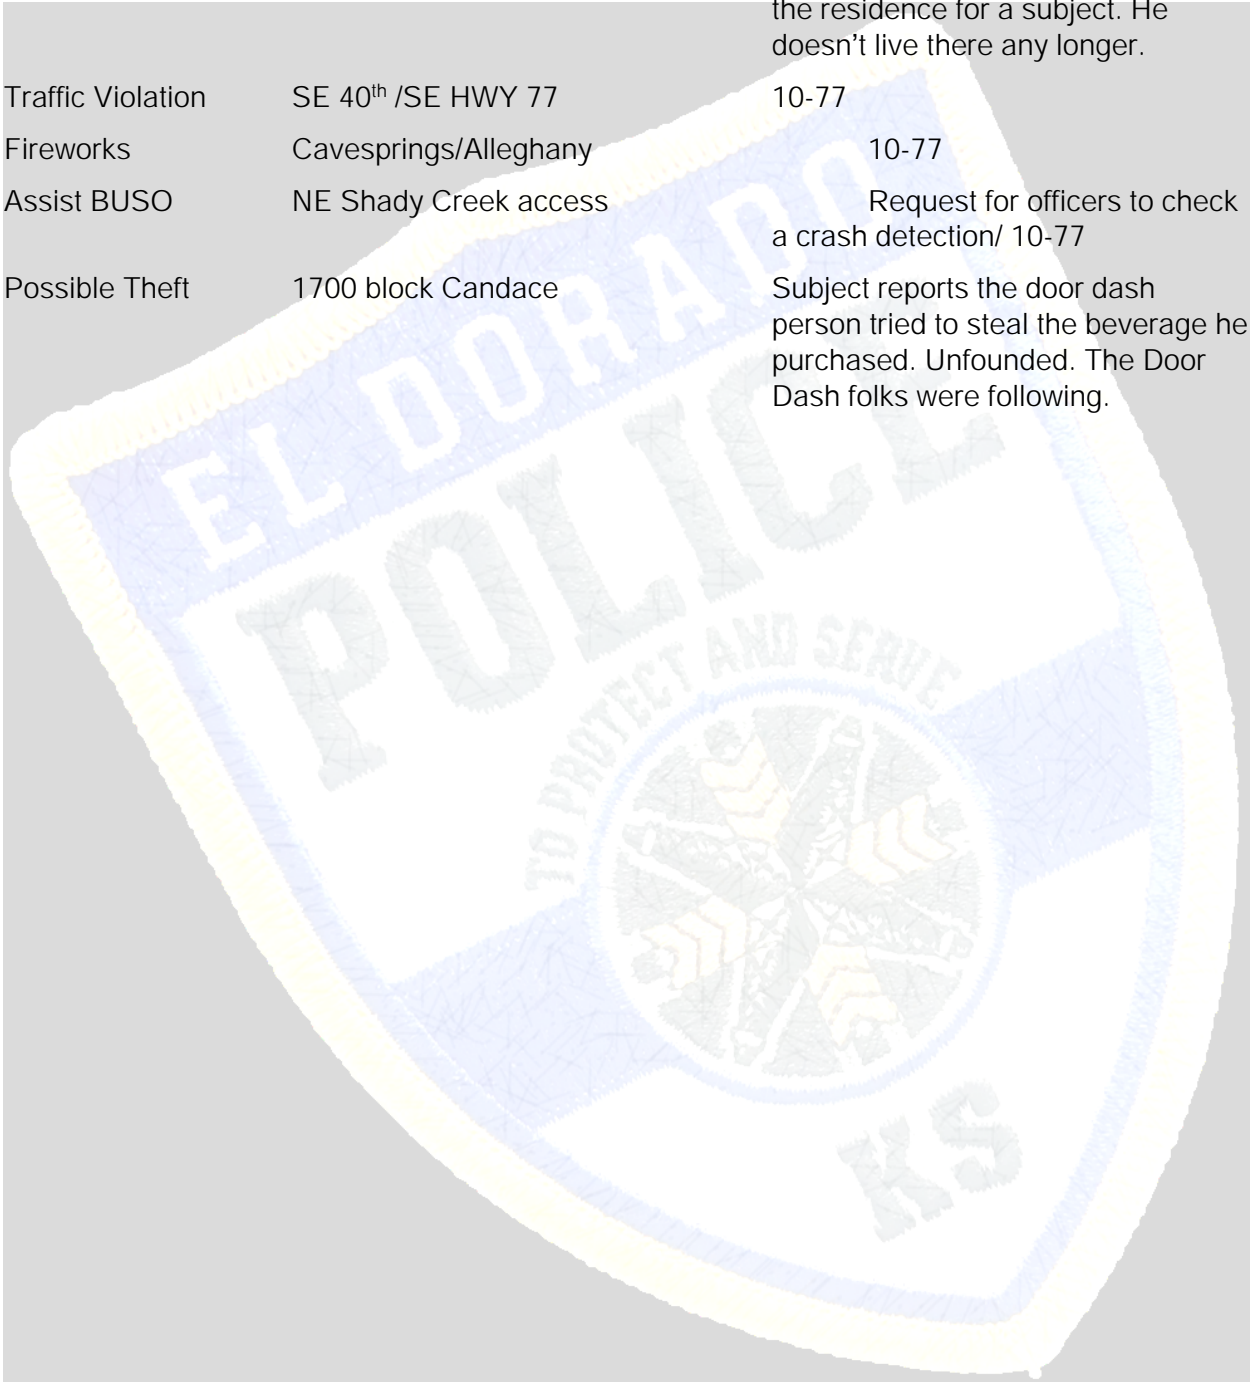 the residence for a subject. He
doesn't live there any longer.
Traffic Violation SE 40th /SE HWY 77 10-77
Fireworks Cavesprings/Alleghany 10-77
Assist BUSO NE Shady Creek access Request for officers to check
a crash detection/ 10-77
Possible Theft 1700 block Candace Subject reports the door dash
person tried to steal the beverage he
purchased. Unfounded. The Door
Dash folks were following.
EL DORADO
POLICE
TO PROTECT AND SERVE
KS